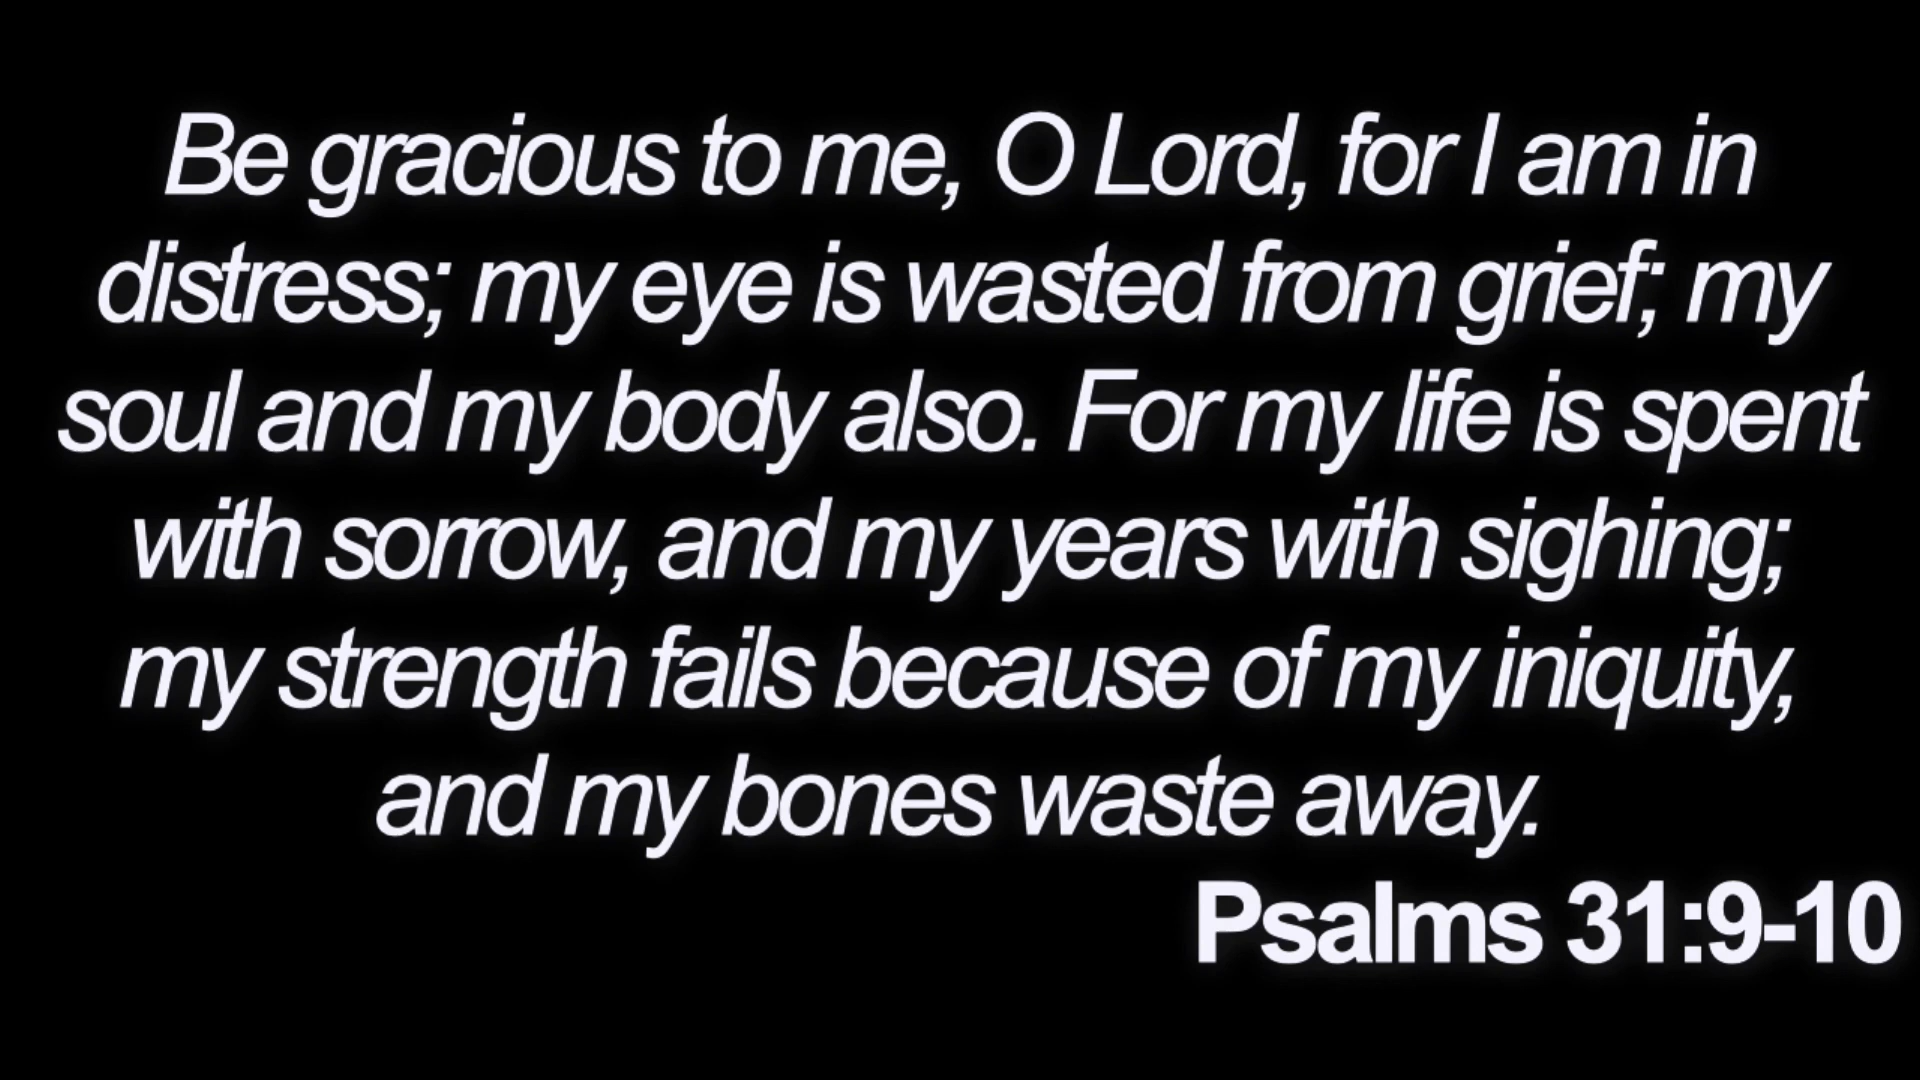 Be gracious to me, O Lord, for I am in
distress; my eye is wasted from grief; my
soul and my body also. For my life is spent
with sorrow, and my years with sighing;
my strength fails because of my iniquity,
and my bones waste away.
Psalms 31:9-10